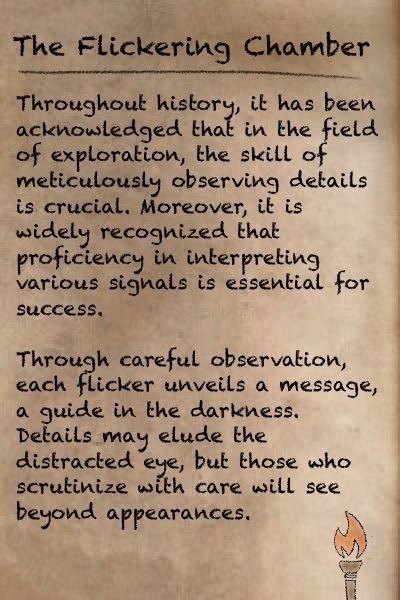 The Flickering Chamber
Throughout history, it has been
acknowledged that in the field
of exploration, the skill of
meticulously observing details
is crucial. Moreover, it is
widely recognized that
proficiency in interpreting
various signals is essential for
success.
Through careful observation,
each flicker unveils a message,
a guide in the darkness.
Details may elude the
distracted eye, but those who
scrutinize with care will see
beyond appearances.